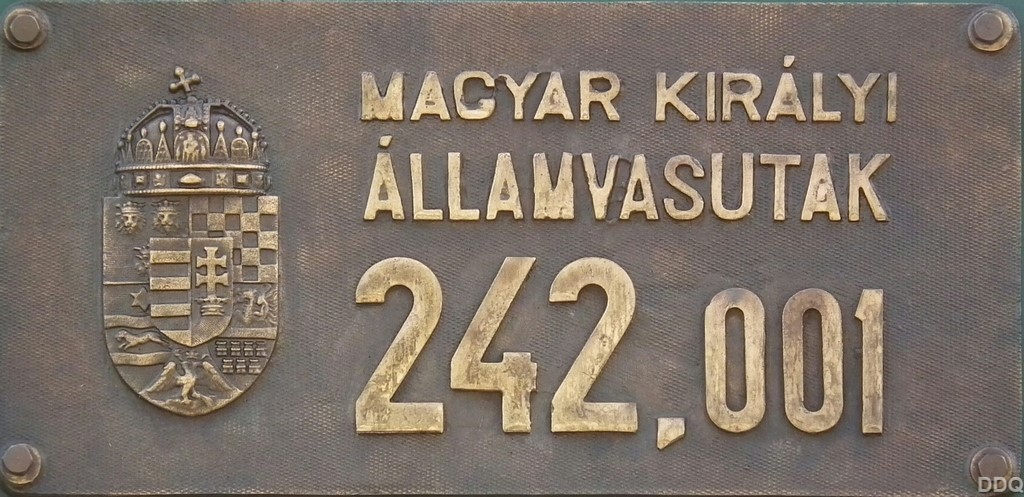 MAGYAR KIRÁLYI
ÁLLAMVASUTAK
242,001
DDQ